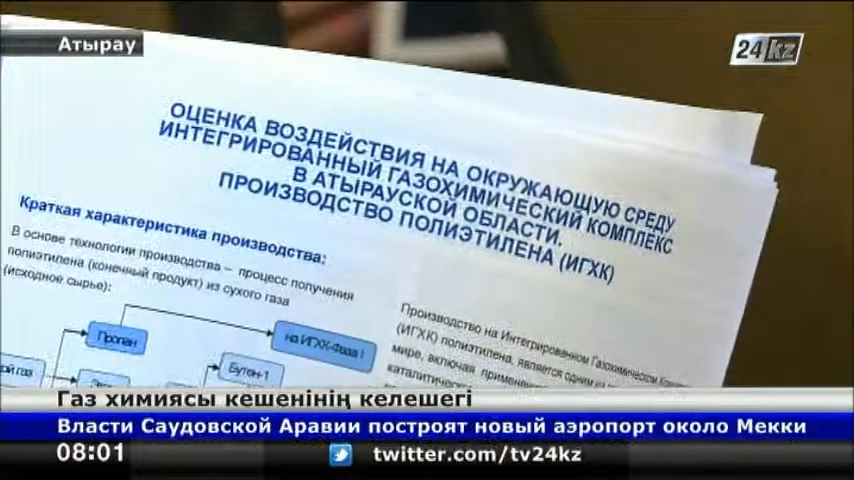 Атырау
24kz
ОЦЕНКА ВОЗДЕЙСТВИЯ НА ОКРУЖАЮЩУЮ СРЕДУ
ИНТЕГРИРОВАННЫЙ ГАЗОХИМИЧЕСКИЙ КОМПЛЕКС
В АТЫРАУСКОЙ ОБЛАСТИ.
ПРОИЗВОДСТВО ПОЛИЭТИЛЕНА (ИГХК)
Краткая характеристика производства:
В основе технологии производства – процесс получения
полиэтилена (конечный продукт) из сухого газа
(исходное сырье):
Пропан
на ИГХК-Фаза I
Бутен-1
газ
Производство на Интегрированном Газохимическом
(ИГХК) полиэтилена, является одним из
мире, включая
Газ химиясы кешенінің келешегі
Власти Саудовской Аравии построят новый аэропорт около Мекки
08:01
twitter.com/tv24kz